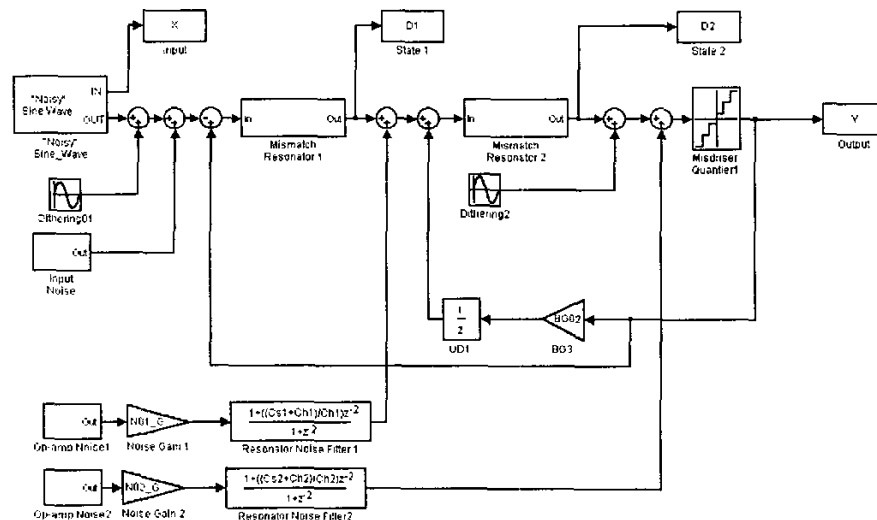 X
Input
D1
State 1
D2
State 2
"Noisy"
Sine Wave
IN
OUT
"Noisy"
Sine_Wave
In
Out
Mismatch
Resonator 1
In
Out
Mismatch
Resonator 2
Misdriser
Quantier1
Y
Output
Dithering01
Dithering2
Out
Input
Noise
1
2
UD1
BG02
BG3
Out
Op-amp Noise1
N01_G
Noise Gain 1
1+((Cs1+Ch1)/Ch1)z-2
1+z-2
Resonator Noise Filter1
Out
Op-amp Noise2
N02_G
Noise Gain 2
1+((Cs2+Ch2)/Ch2)z-2
1+z-2
Resonator Noise Filter2